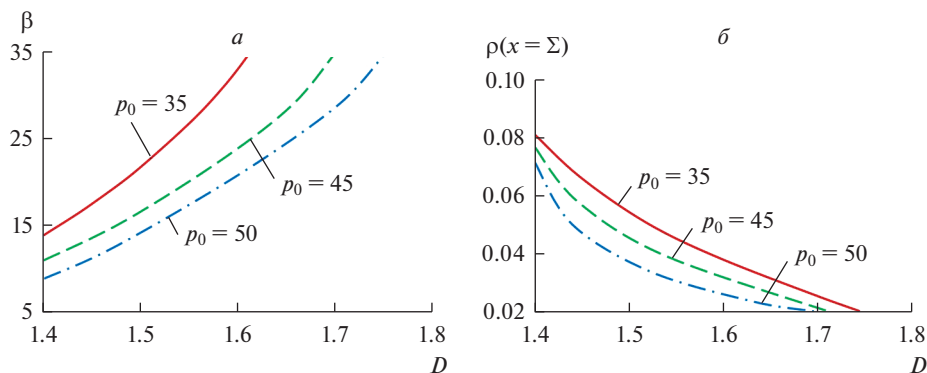 β
а
35
25
15
5
p₀ = 35
p₀ = 45
p₀ = 50
1.4 1.5 1.6 1.7 1.8
D
б
ρ(x = Σ)
0.10
0.08
0.06
0.04
0.02
p₀ = 35
p₀ = 45
p₀ = 50
1.4 1.5 1.6 1.7 1.8
D